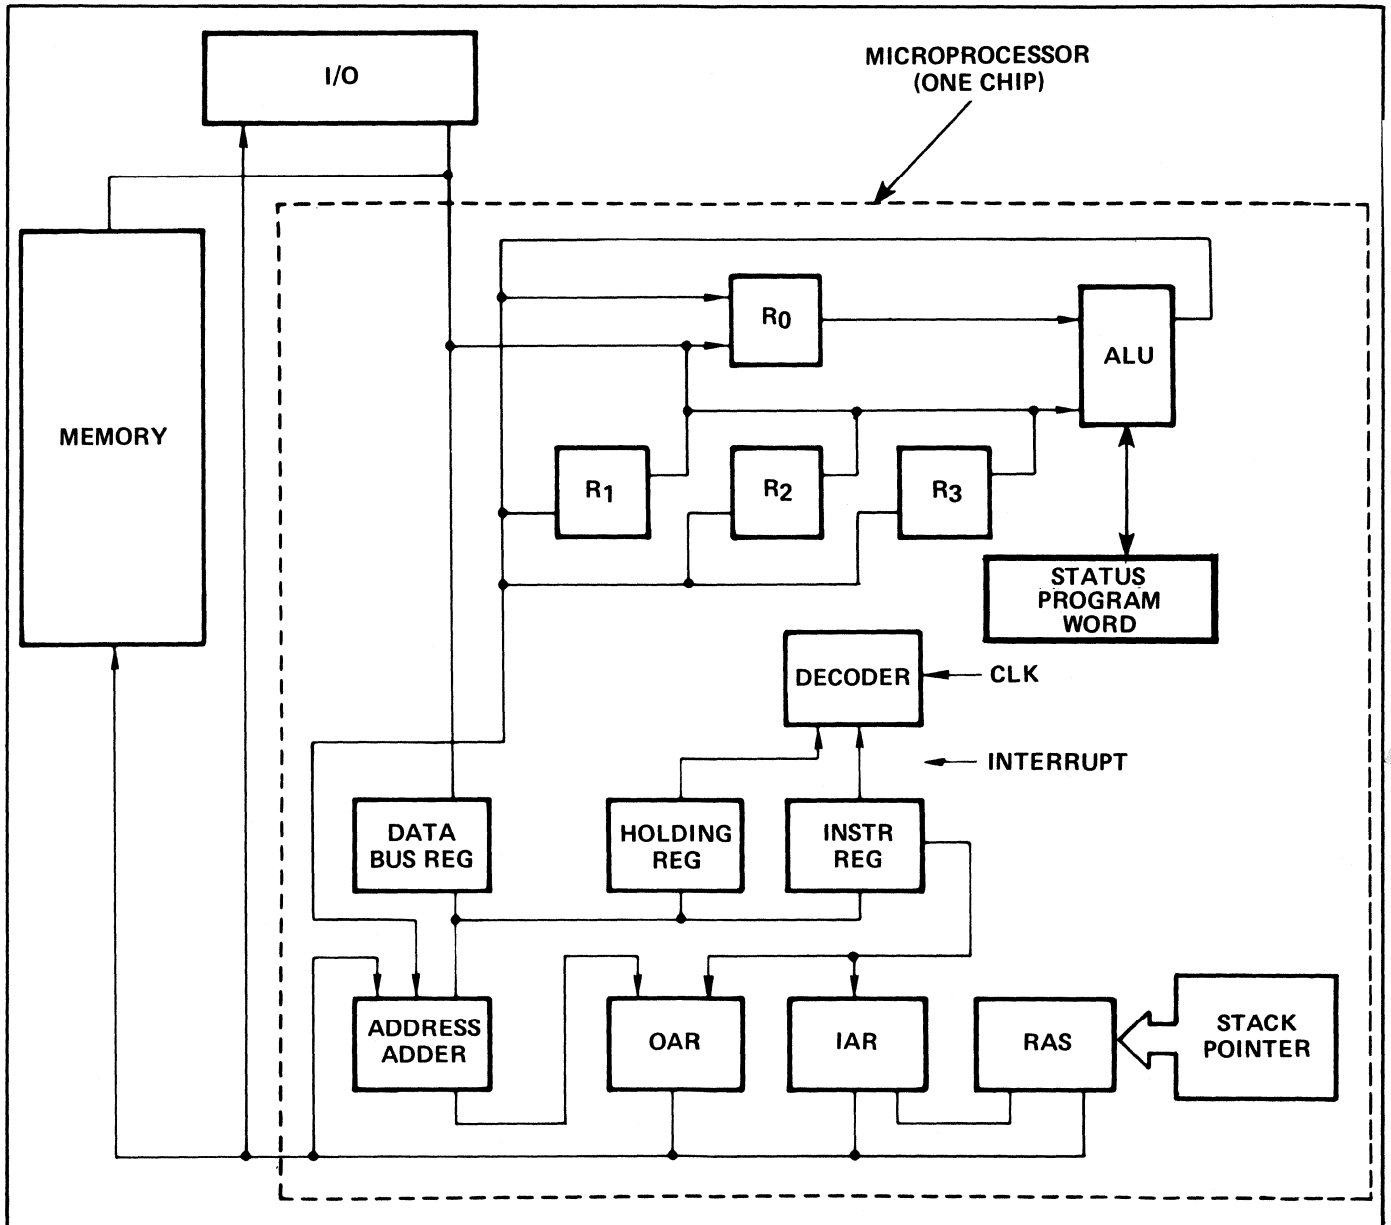 I/O
MICROPROCESSOR
(ONE CHIP)
MEMORY
R0
ALU
R1
R2
R3
STATUS
PROGRAM
WORD
DECODER
CLK
INTERRUPT
DATA
BUS REG
HOLDING
REG
INSTR
REG
ADDRESS
ADDER
OAR
IAR
RAS
STACK
POINTER